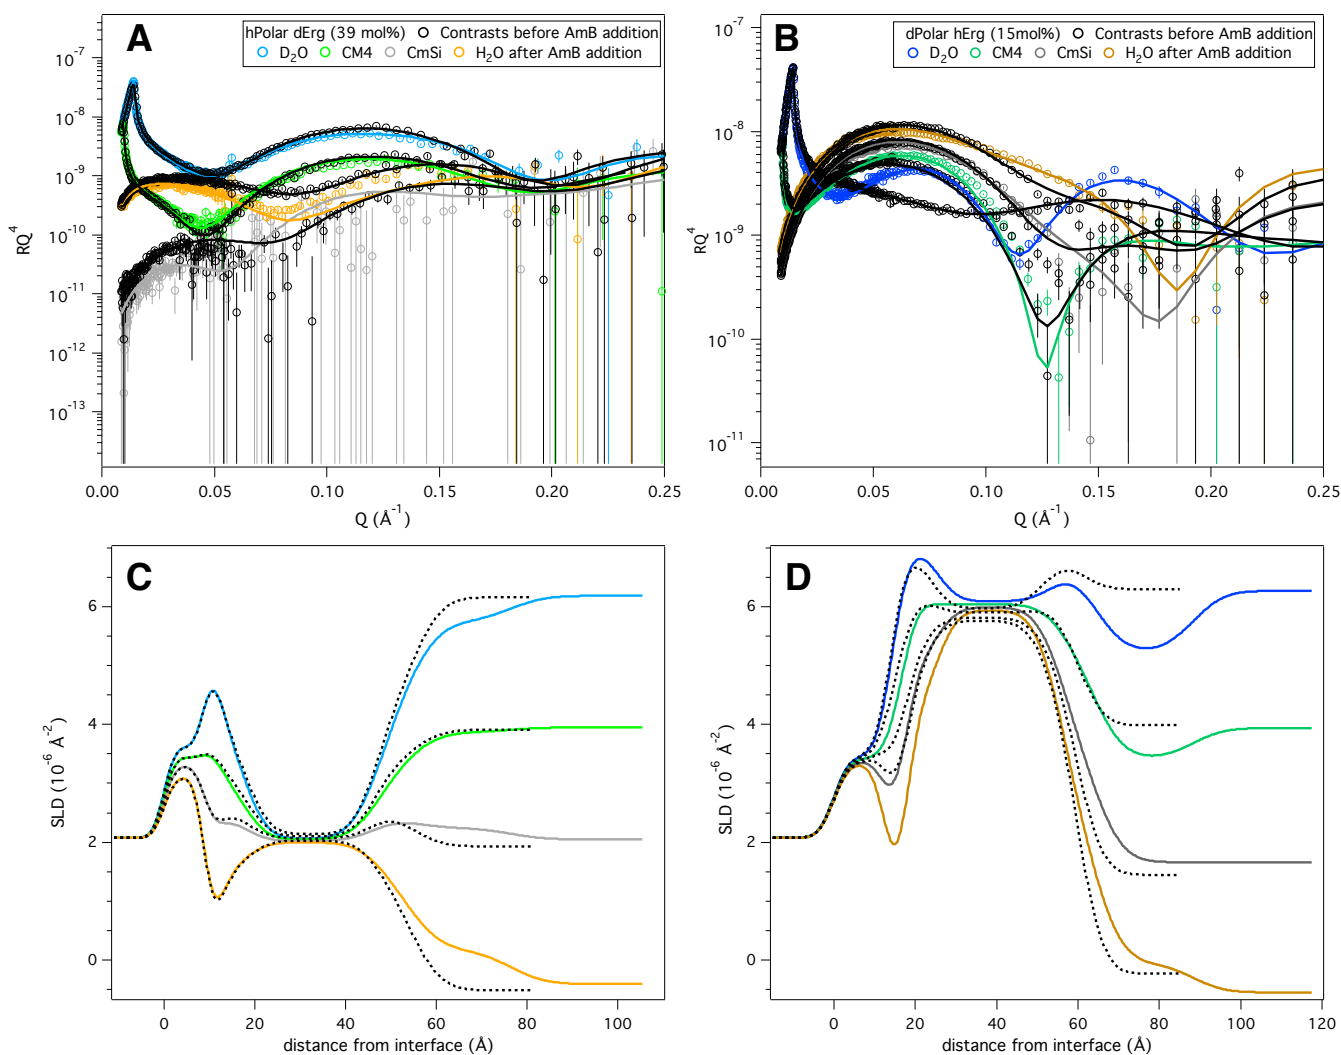 A
hPolar dErg (39 mol%) Contrasts before AmB addition
D2O CM4 CmSi H2O after AmB addition
10^-7
10^-8
10^-9
10^-10
10^-11
10^-12
10^-13
RQ^4
0.00 0.05 0.10 0.15 0.20 0.25
Q (Å^-1)
B
dPolar hErg (15mol%) Contrasts before AmB addition
D2O CM4 CmSi H2O after AmB addition
10^-7
10^-8
10^-9
10^-10
10^-11
RQ^4
0.00 0.05 0.10 0.15 0.20 0.25
Q (Å^-1)
C
6
4
2
0
SLD (10^-6 Å^-2)
0 20 40 60 80 100
distance from interface (Å)
D
6
4
2
0
SLD (10^-6 Å^-2)
0 20 40 60 80 100 120
distance from interface (Å)